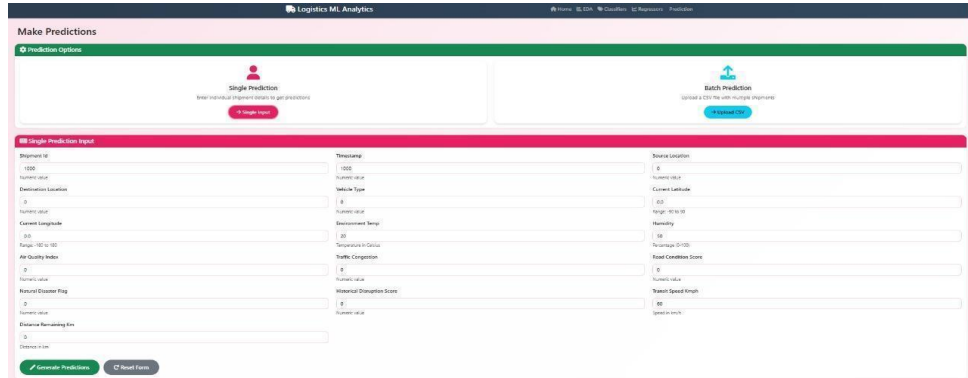 Logistics ML Analytics
Home EDA Classifiers Regressors Prediction
Make Predictions
Prediction Options
Single Prediction
Enter individual shipment details to get predictions
Single Input
Batch Prediction
Upload a CSV file with multiple shipments
Upload CSV
Single Prediction Input
Shipment Id Timestamp Source Location
1000 1000 0
Numeric value Numeric value Numeric value
Destination Location Vehicle Type Current Latitude
0 0 0.0
Numeric value Numeric value Range: -90 to 90
Current Longitude Environment Temp Humidity
0.0 20 50
Range: -180 to 180 Temperature in Celsius Percentage (0-100)
Air Quality Index Traffic Congestion Road Condition Score
0 0 0
Numeric value Numeric value Numeric value
Natural Disaster Flag Historical Disruption Score Transit Speed Kmph
0 0 60
Numeric value Numeric value Speed in km/h
Distance Remaining Km
0
Distance in km
Generate Predictions Reset Form